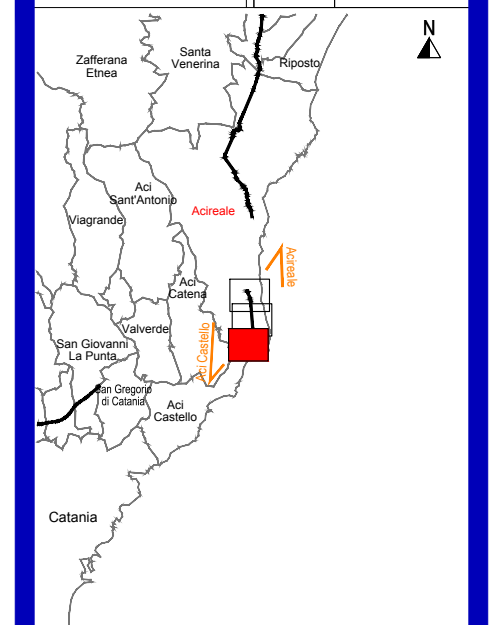 N
Santa
Venerina
Zafferana
Etnea
Riposto
Aci
Sant'Antonio
Acireale
Viagrande
Acireale
Aci
Catena
Valverde
Aci Castello
San Giovanni
La Punta
San Gregorio
di Catania
Aci
Castello
Catania